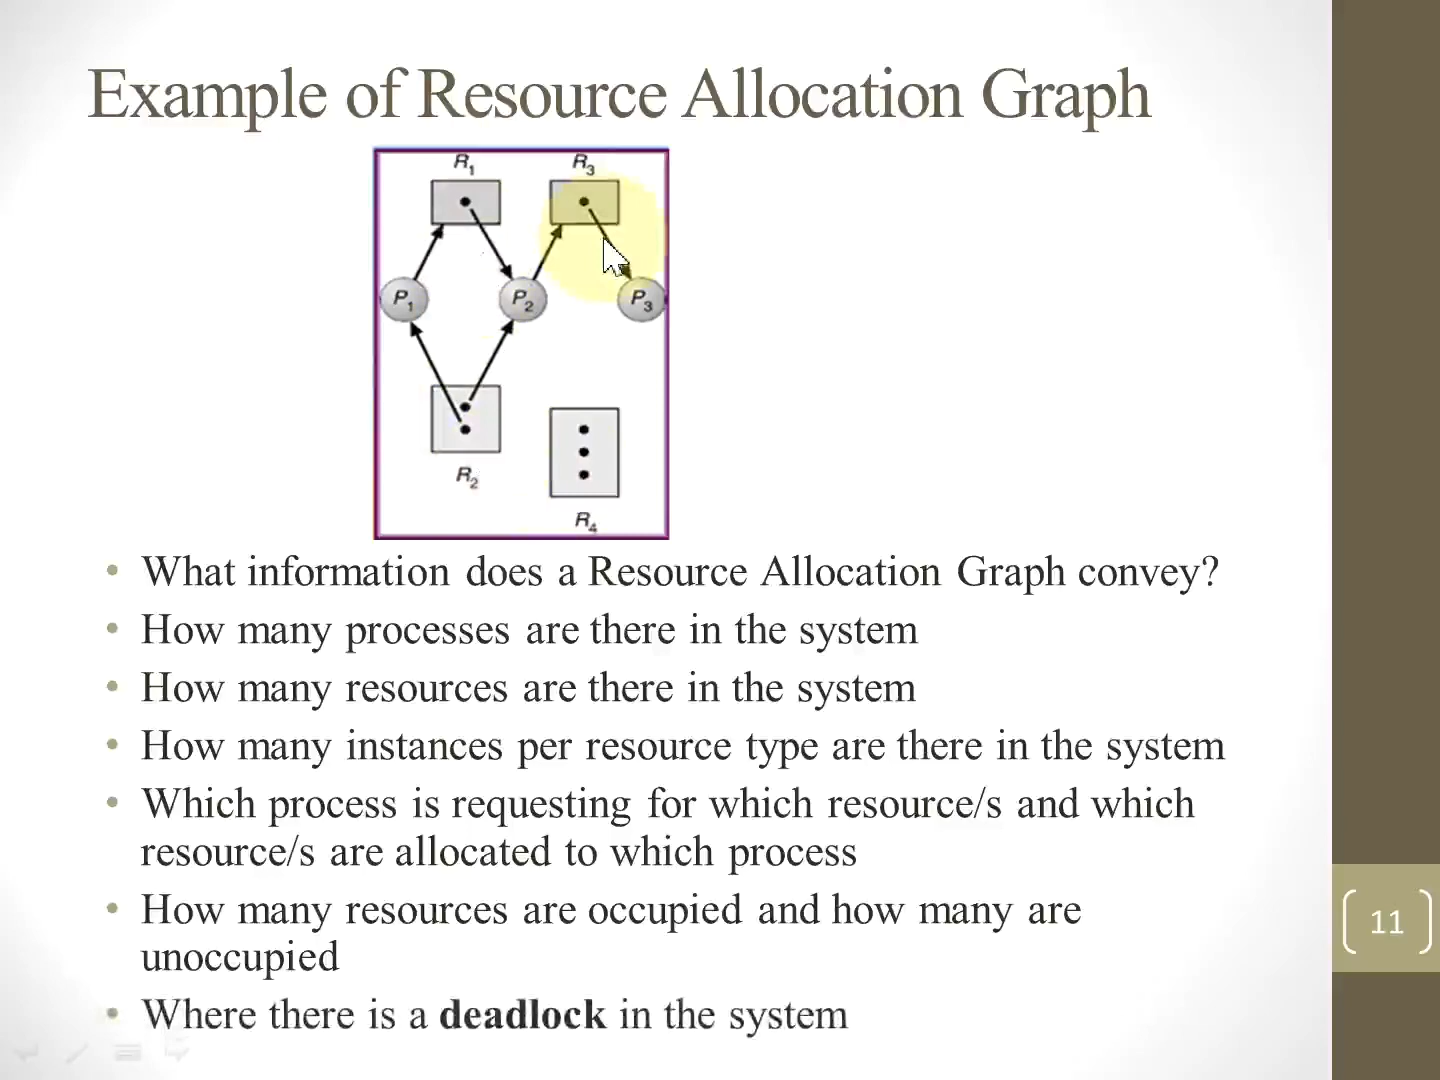 Example of Resource Allocation Graph
R1 R3
P1 P2 P3
R2
R4
• What information does a Resource Allocation Graph convey?
• How many processes are there in the system
• How many resources are there in the system
• How many instances per resource type are there in the system
• Which process is requesting for which resource/s and which
resource/s are allocated to which process
• How many resources are occupied and how many are
unoccupied
• Where there is a deadlock in the system
11